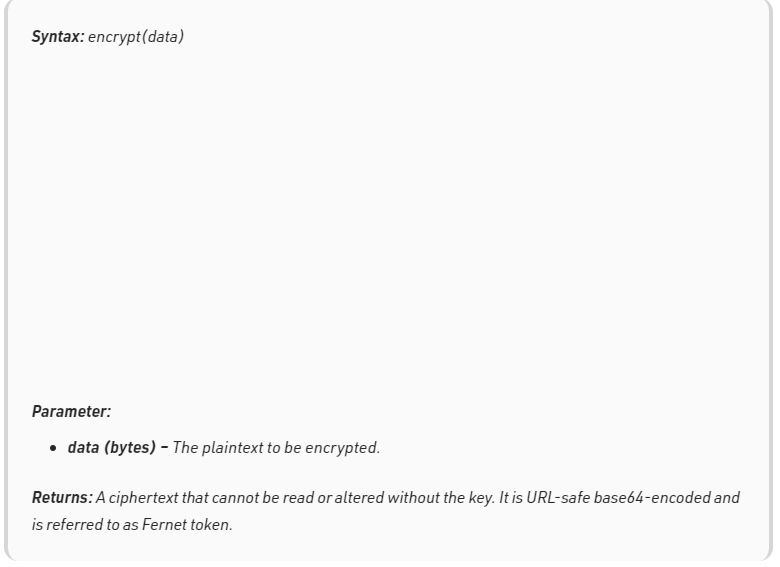 Syntax: encrypt(data)
Parameter:
• data (bytes) – The plaintext to be encrypted.
Returns: A ciphertext that cannot be read or altered without the key. It is URL-safe base64-encoded and
is referred to as Fernet token.